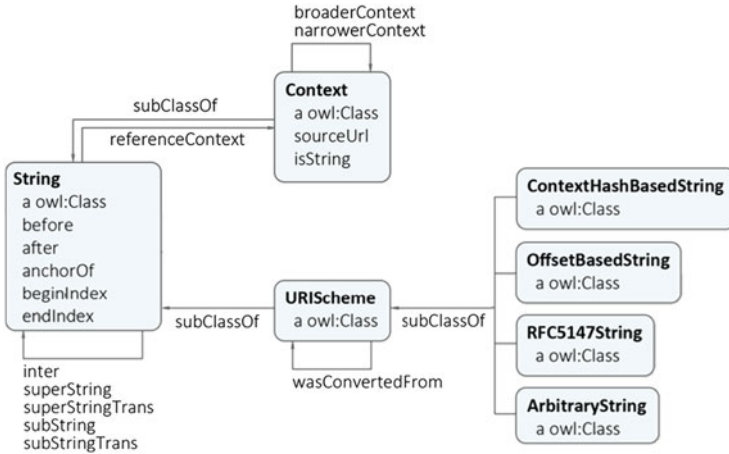 broaderContext
narrowerContext
Context
a owl:Class
sourceUrl
isString
subClassOf
referenceContext
String
a owl:Class
before
after
anchorOf
beginIndex
endIndex
inter
superString
superStringTrans
subString
subStringTrans
subClassOf
URIScheme
a owl:Class
wasConvertedFrom
subClassOf
ContextHashBasedString
a owl:Class
OffsetBasedString
a owl:Class
RFC5147String
a owl:Class
ArbitraryString
a owl:Class